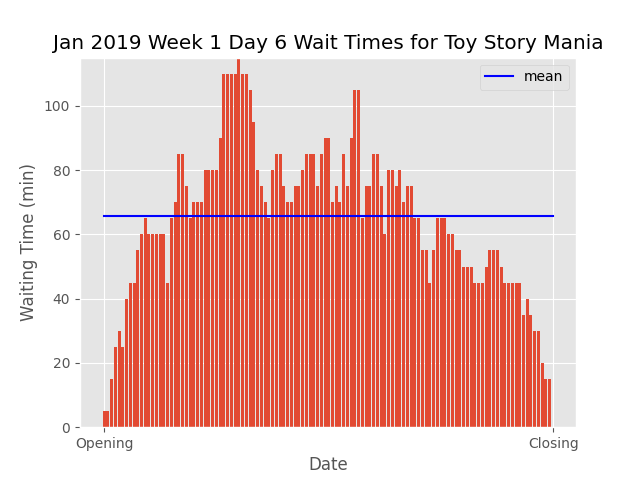 Jan 2019 Week 1 Day 6 Wait Times for Toy Story Mania
mean
100
80
60
40
20
0
Waiting Time (min)
Opening
Closing
Date